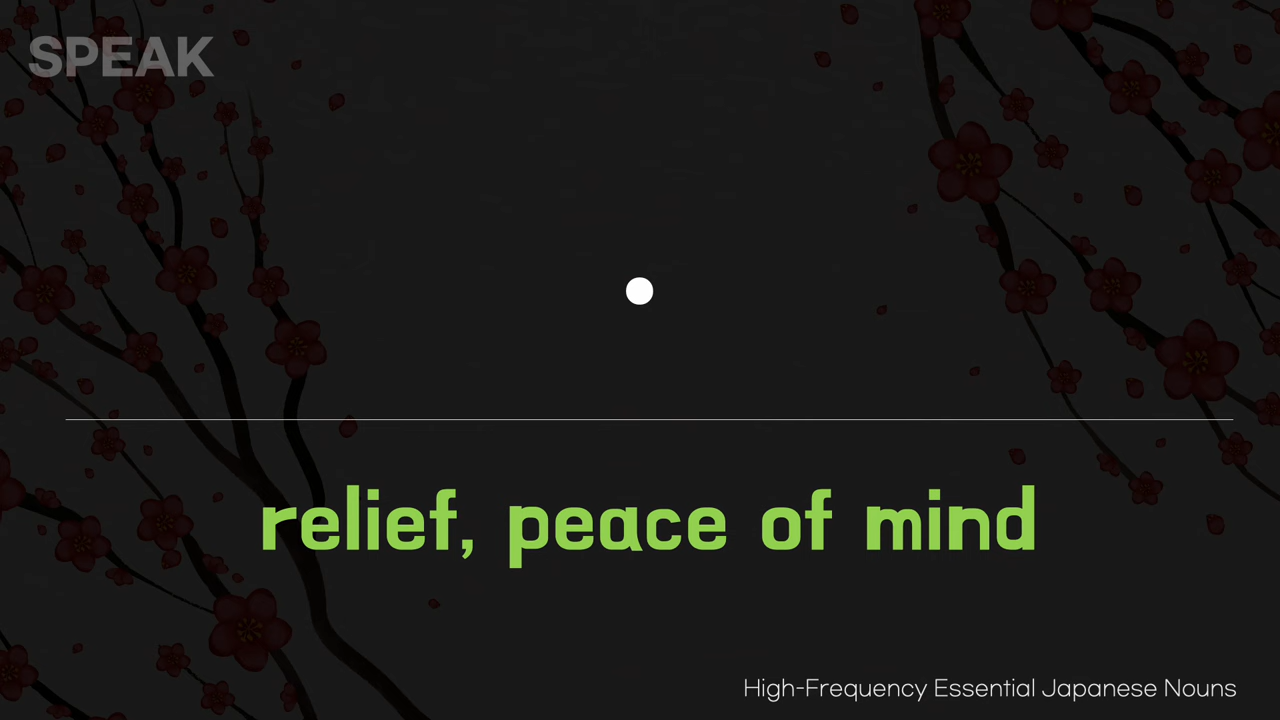 SPEAK
relief, peace of mind
High-Frequency Essential Japanese Nouns